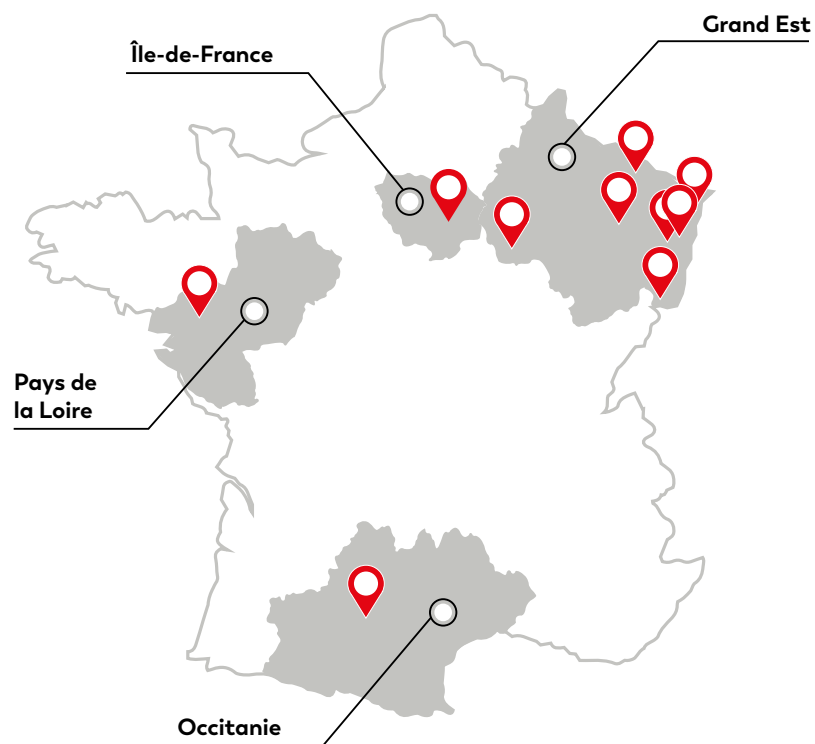 Grand Est
Île-de-France
Pays de
la Loire
Occitanie